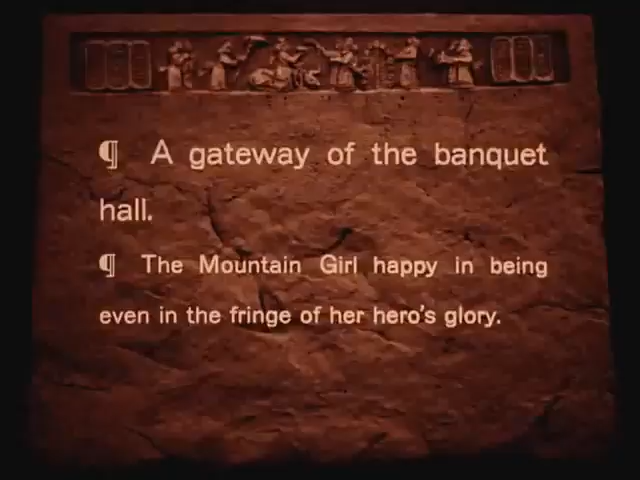 ¶ A gateway of the banquet
hall.
¶ The Mountain Girl happy in being
even in the fringe of her hero's glory.